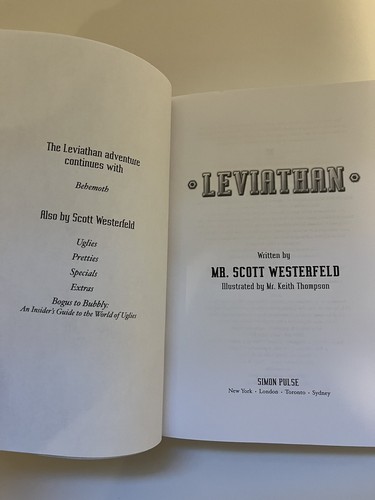 The Leviathan adventure
continues with
Behemoth
Also by Scott Westerfeld
Uglies
Pretties
Specials
Extras
Bogus to Bubbly:
An Insider's Guide to the World of Uglies
LEVIATHAN
Written by
MR. SCOTT WESTERFELD
Illustrated by Mr. Keith Thompson
SIMON PULSE
New York • London • Toronto • Sydney